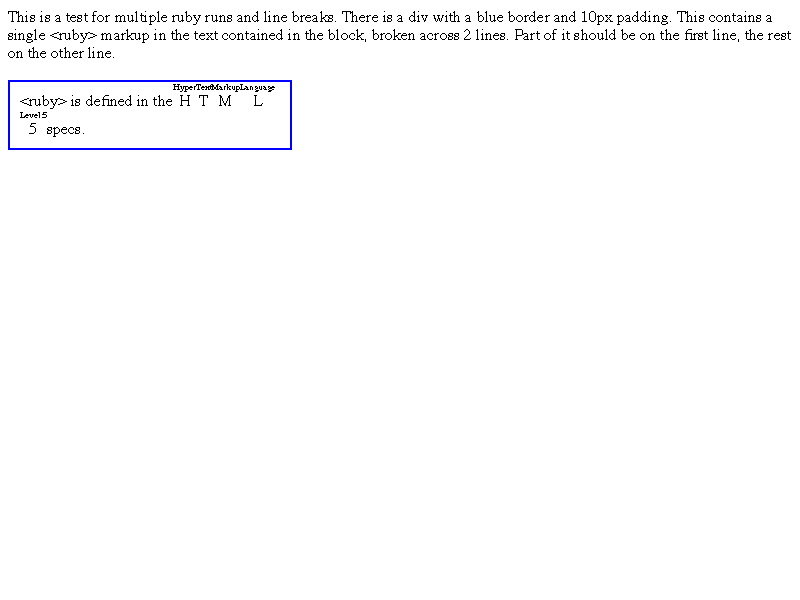 This is a test for multiple ruby runs and line breaks. There is a div with a blue border and 10px padding. This contains a
single <ruby> markup in the text contained in the block, broken across 2 lines. Part of it should be on the first line, the rest
on the other line.
HyperTextMarkupLanguage
<ruby> is defined in the H T M L
Level 5
5 specs.